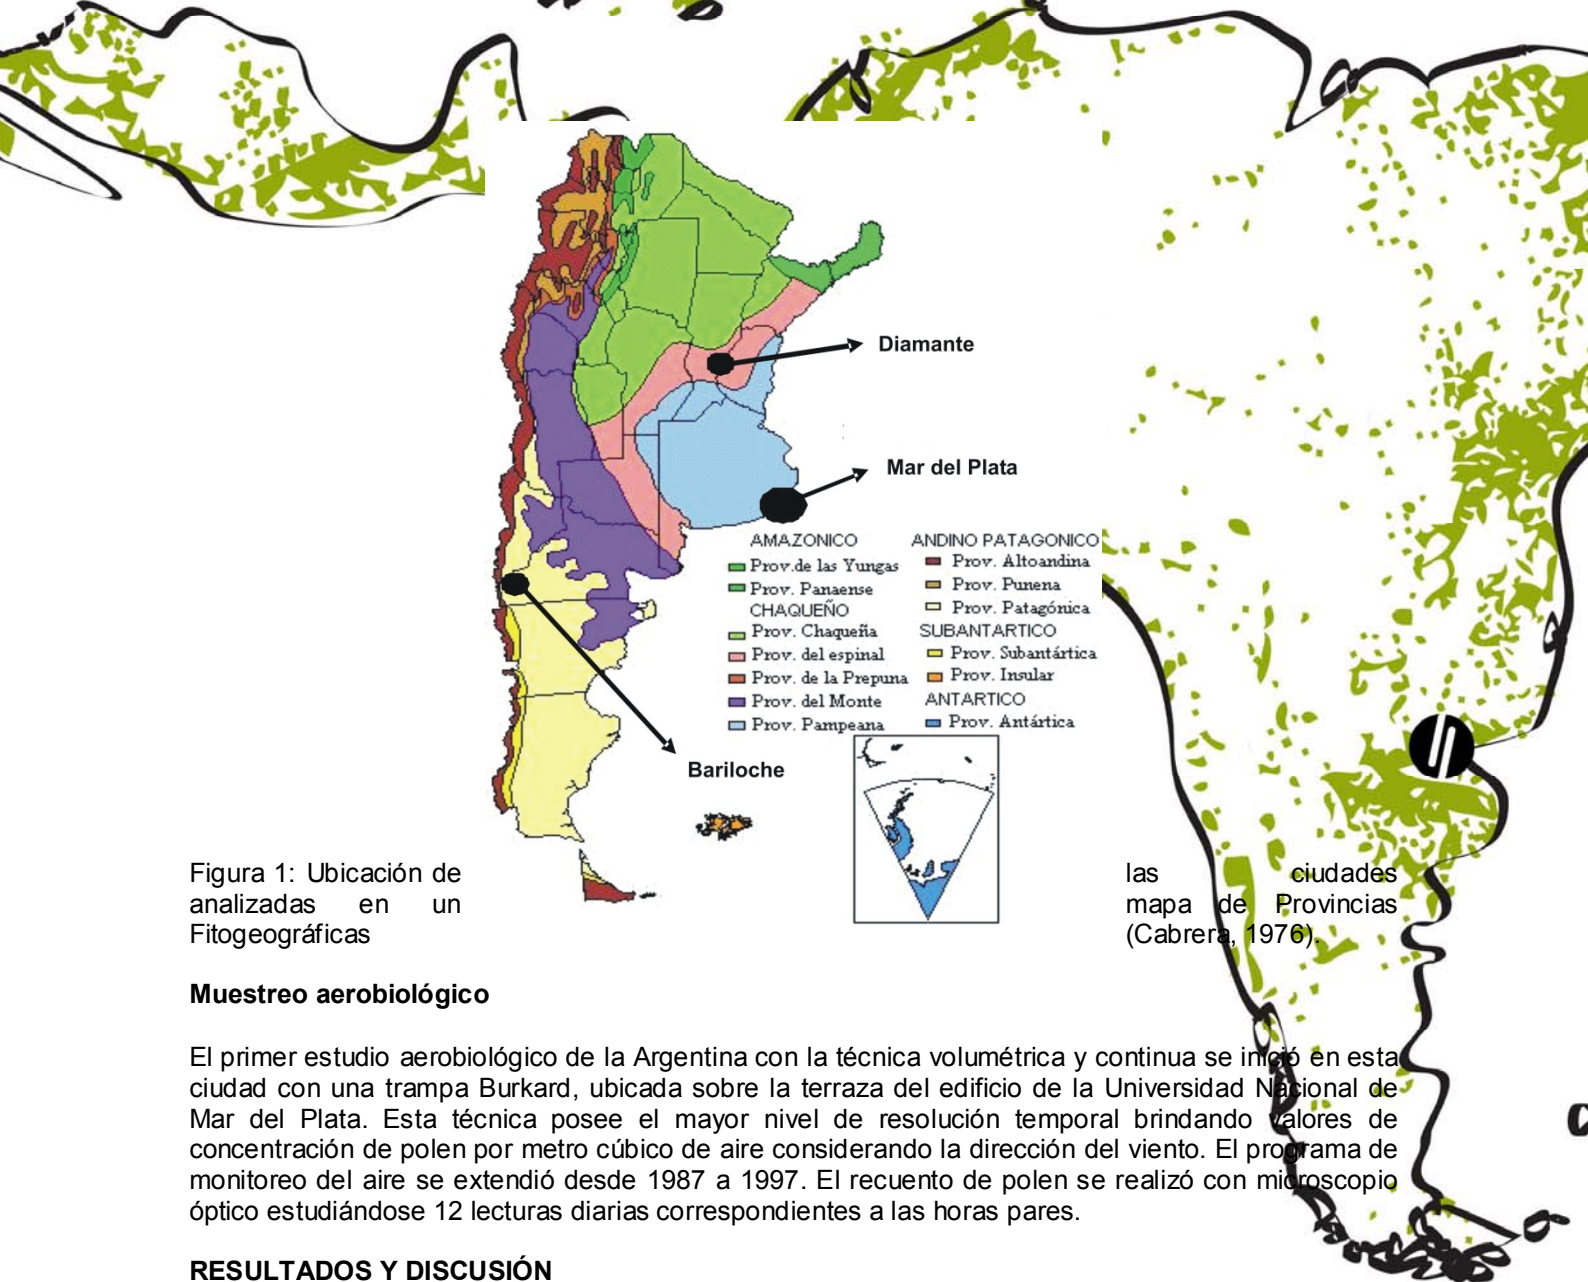 Diamante
Mar del Plata
AMAZONICO
Prov.de las Yungas
Prov. Panaense
CHAQUEÑO
Prov. Chaqueña
Prov. del espinal
Prov. de la Prepuna
Prov. del Monte
Prov. Pampeana
ANDINO PATAGONICO
Prov. Altoandina
Prov. Punena
Prov. Patagónica
SUBANTARTICO
Prov. Subantártica
Prov. Insular
ANTARTICO
Prov. Antártica
Bariloche
Figura 1: Ubicación de las ciudades
analizadas en un mapa de Provincias
Fitogeográficas (Cabrera, 1976).
Muestreo aerobiológico
El primer estudio aerobiológico de la Argentina con la técnica volumétrica y continua se inició en esta
ciudad con una trampa Burkard, ubicada sobre la terraza del edificio de la Universidad Nacional de
Mar del Plata. Esta técnica posee el mayor nivel de resolución temporal brindando valores de
concentración de polen por metro cúbico de aire considerando la dirección del viento. El programa de
monitoreo del aire se extendió desde 1987 a 1997. El recuento de polen se realizó con microscopio
óptico estudiándose 12 lecturas diarias correspondientes a las horas pares.
RESULTADOS Y DISCUSIÓN